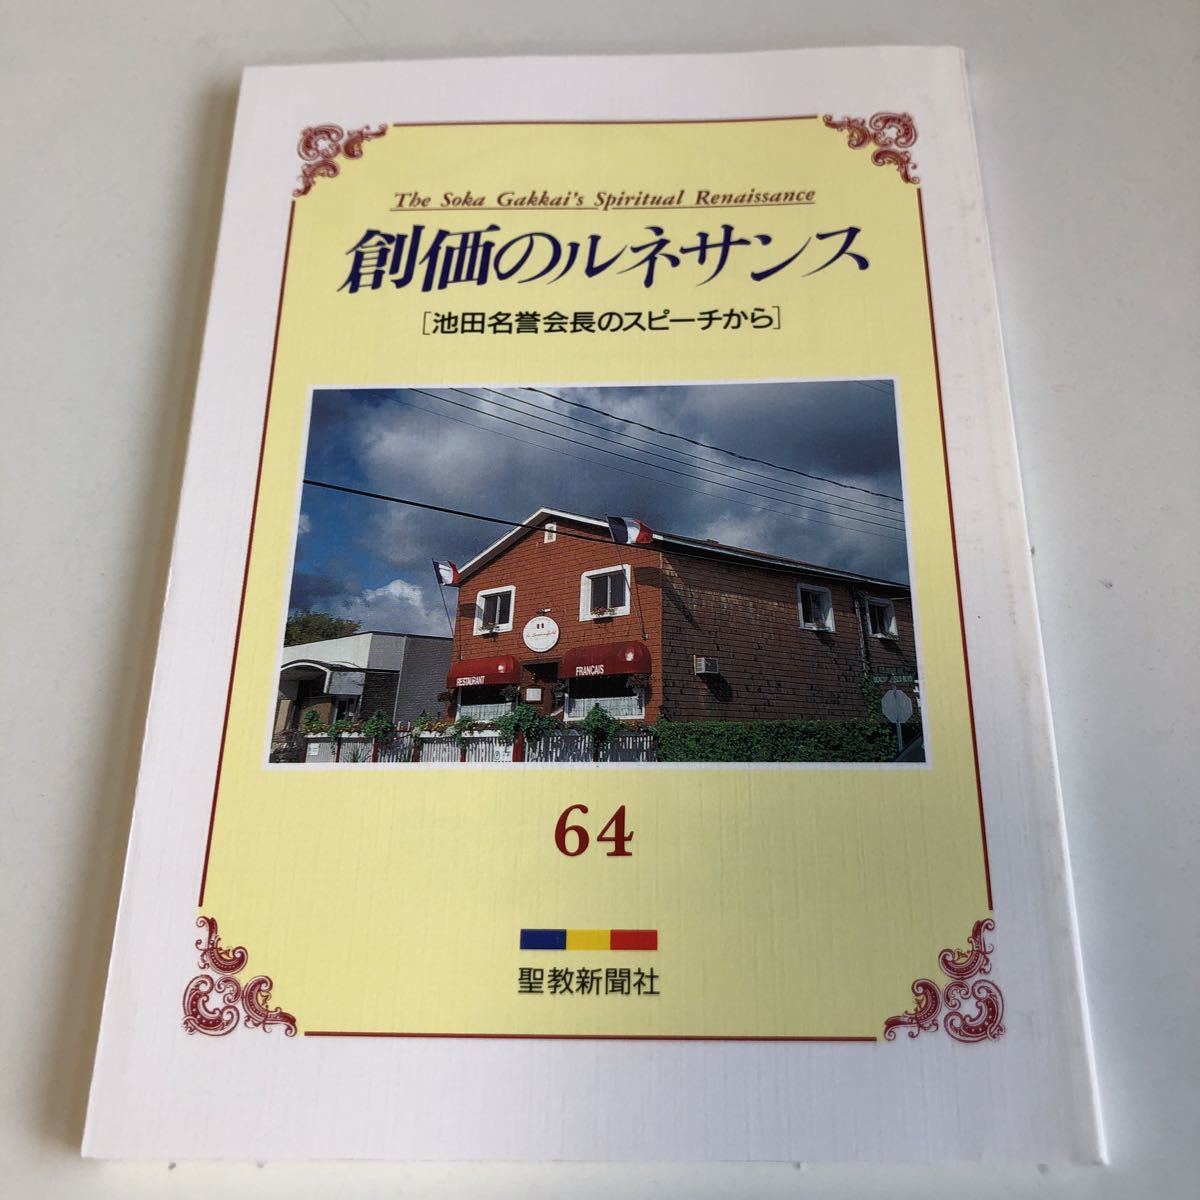 The Soka Gakkai's Spiritual Renaissance
創価のルネサンス
[池田名誉会長のスピーチから]
RESTAURANT
FRANÇAIS
64
聖教新聞社